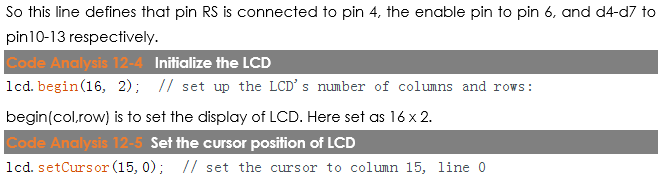 So this line defines that pin RS is connected to pin 4, the enable pin to pin 6, and d4-d7 to
pin10-13 respectively.
Code Analysis 12-4 Initialize the LCD
lcd.begin(16, 2); // set up the LCD's number of columns and rows:
begin(col,row) is to set the display of LCD. Here set as 16 x 2.
Code Analysis 12-5 Set the cursor position of LCD
lcd.setCursor(15,0); // set the cursor to column 15, line 0